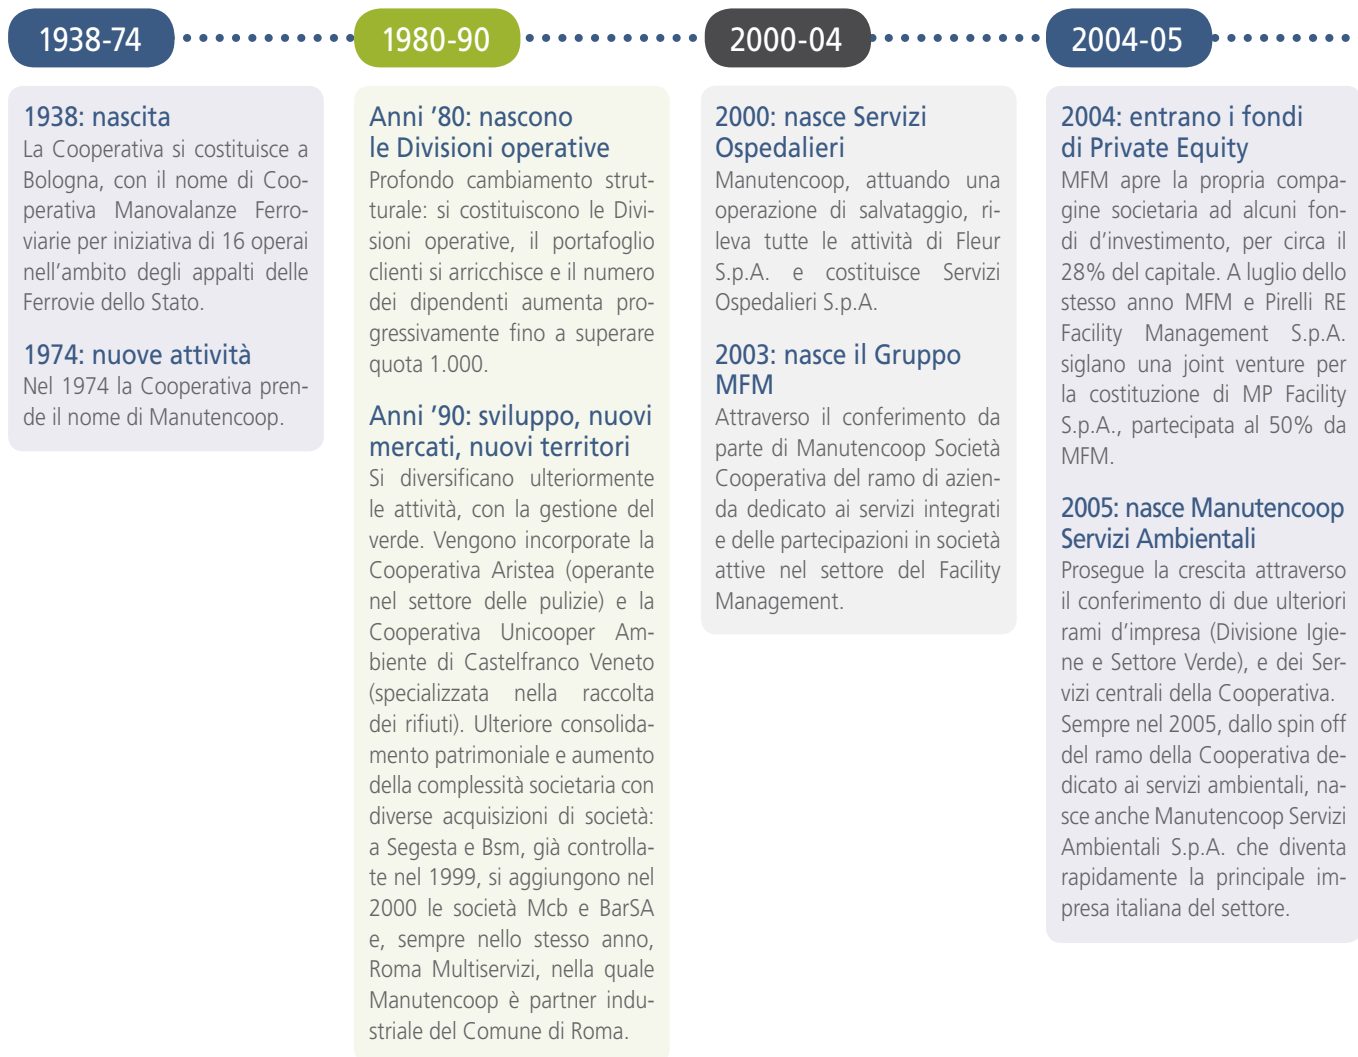 1938-74
1938: nascita
La Cooperativa si costituisce a
Bologna, con il nome di Coo-
perativa Manovalanze Ferro-
viarie per iniziativa di 16 operai
nell'ambito degli appalti delle
Ferrovie dello Stato.
1974: nuove attività
Nel 1974 la Cooperativa pren-
de il nome di Manutencoop.
1980-90
Anni ’80: nascono
le Divisioni operative
Profondo cambiamento strut-
turale: si costituiscono le Divi-
sioni operative, il portafoglio
clienti si arricchisce e il numero
dei dipendenti aumenta pro-
gressivamente fino a superare
quota 1.000.
Anni ’90: sviluppo, nuovi
mercati, nuovi territori
Si diversificano ulteriormente
le attività, con la gestione del
verde. Vengono incorporate la
Cooperativa Aristea (operante
nel settore delle pulizie) e la
Cooperativa Unicooper Am-
biente di Castelfranco Veneto
(specializzata nella raccolta
dei rifiuti). Ulteriore consolida-
mento patrimoniale e aumento
della complessità societaria con
diverse acquisizioni di società:
a Segesta e Bsm, già controlla-
te nel 1999, si aggiungono nel
2000 le società Mcb e BarSA
e, sempre nello stesso anno,
Roma Multiservizi, nella quale
Manutencoop è partner indu-
striale del Comune di Roma.
2000-04
2000: nasce Servizi
Ospedalieri
Manutencoop, attuando una
operazione di salvataggio, ri-
leva tutte le attività di Fleur
S.p.A. e costituisce Servizi
Ospedalieri S.p.A.
2003: nasce il Gruppo
MFM
Attraverso il conferimento da
parte di Manutencoop Società
Cooperativa del ramo di azien-
da dedicato ai servizi integrati
e delle partecipazioni in società
attive nel settore del Facility
Management.
2004-05
2004: entrano i fondi
di Private Equity
MFM apre la propria compa-
gine societaria ad alcuni fon-
di d’investimento, per circa il
28% del capitale. A luglio dello
stesso anno MFM e Pirelli RE
Facility Management S.p.A.
siglano una joint venture per
la costituzione di MP Facility
S.p.A., partecipata al 50% da
MFM.
2005: nasce Manutencoop
Servizi Ambientali
Prosegue la crescita attraverso
il conferimento di due ulteriori
rami d’impresa (Divisione Igie-
ne e Settore Verde), e dei Ser-
vizi centrali della Cooperativa.
Sempre nel 2005, dallo spin off
del ramo della Cooperativa de-
dicato ai servizi ambientali, na-
sce anche Manutencoop Servizi
Ambientali S.p.A. che diventa
rapidamente la principale im-
presa italiana del settore.